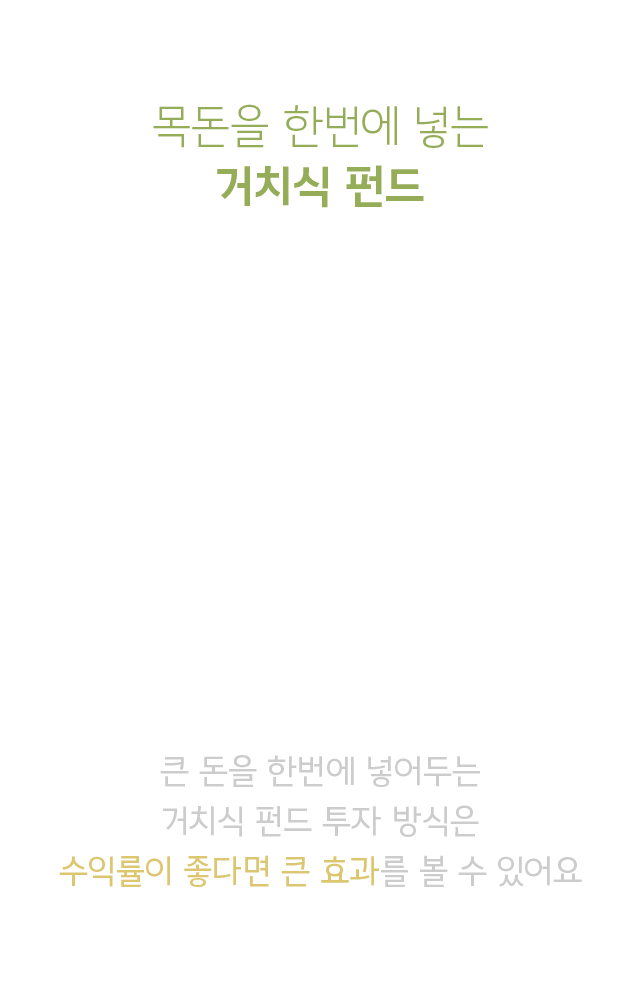 목돈을 한번에 넣는
거치식 펀드
큰 돈을 한번에 넣어두는
거치식 펀드 투자 방식은
수익률이 좋다면 큰 효과를 볼 수 있어요